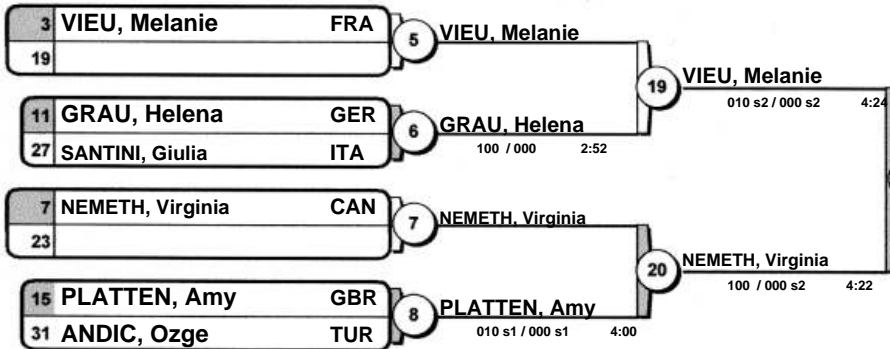 3 VIEU, Melanie FRA
19
5
VIEU, Melanie
11 GRAU, Helena GER
27 SANTINI, Giulia ITA
6
GRAU, Helena
100 / 000 2:52
19
VIEU, Melanie
010 s2 / 000 s2 4:24
7 NEMETH, Virginia CAN
23
7
NEMETH, Virginia
15 PLATTEN, Amy GBR
31 ANDIC, Ozge TUR
8
PLATTEN, Amy
010 s1 / 000 s1 4:00
20
NEMETH, Virginia
100 / 000 s2 4:22